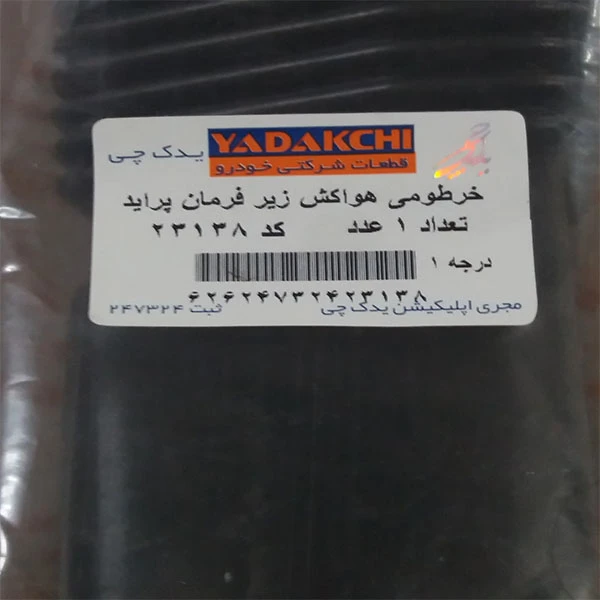 YADAKCHI یدک چی
قطعات شرکتی خودرو
خرطومی هواکش زیر فرمان پراید
تعداد ۱ عدد کد ۲۳۱۳۸
درجه ۱
۶۲۶۲۴۷۳۲۴۲۳۱۳۸
مجری اپلیکیشن یدک چی ثبت ۲۴۷۳۲۴